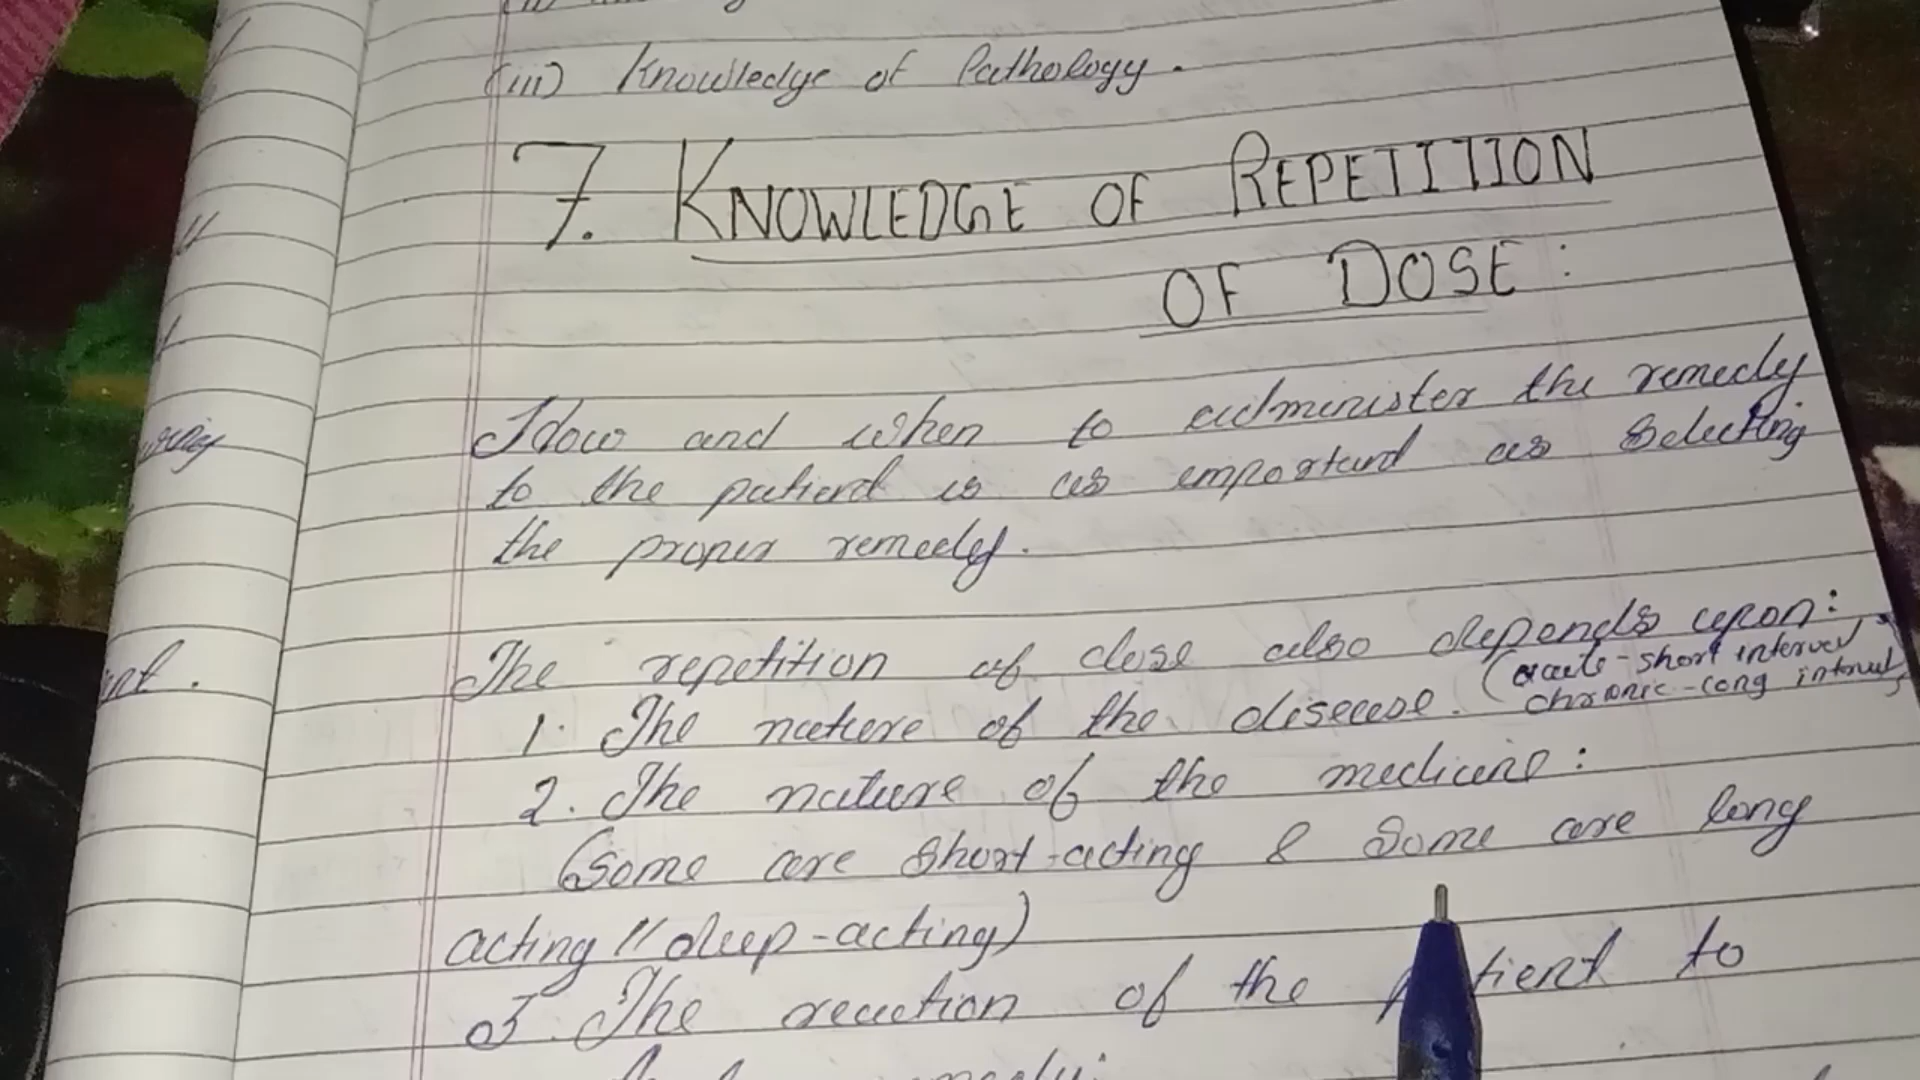 (iii) Knowledge of Pathology.
7. KNOWLEDGE OF REPETITION
OF DOSE:
How and when to administer the remedy
to the patient is as important as selecting
the proper remedy.
The repetition of dose also depends upon:
1. The nature of the disease. (acute - short interval
chronic - long interval)
2. The nature of the medicine:
(Some are short-acting & Some are long
acting // deep-acting)
3. The reaction of the patient to